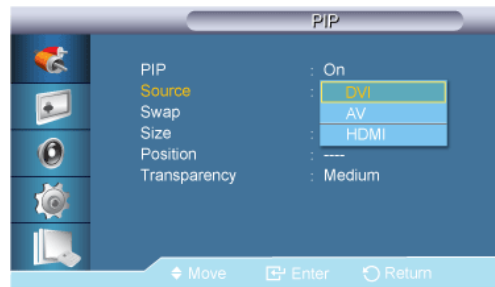 PIP
PIP : On
Source : DVI
Swap AV
Size : HDMI
Position : ----
Transparency : Medium
Move Enter Return